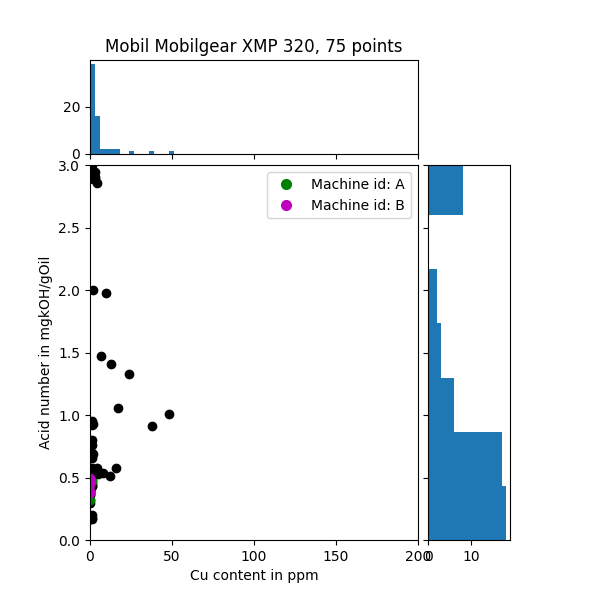 Mobil Mobilgear XMP 320, 75 points
20
0
3.0
2.5
2.0
1.5
1.0
0.5
0.0
Acid number in mgkOH/gOil
Machine id: A
Machine id: B
0 50 100 150 200
0 10
Cu content in ppm